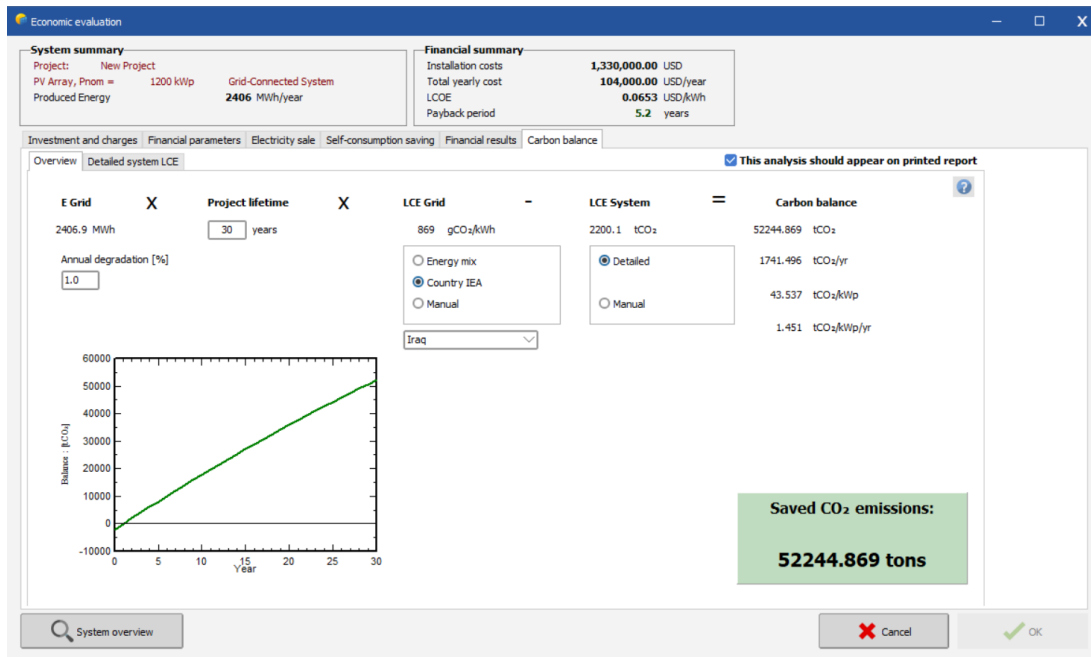 Economic evaluation
System summary
Project: New Project
PV Array, Pnom = 1200 kWp Grid-Connected System
Produced Energy 2406 MWh/year
Financial summary
Installation costs 1,330,000.00 USD
Total yearly cost 104,000.00 USD/year
LCOE 0.0653 USD/kWh
Payback period 5.2 years
Investment and charges Financial parameters Electricity sale Self-consumption saving Financial results Carbon balance
Overview Detailed system LCE
This analysis should appear on printed report
E Grid X Project lifetime X LCE Grid - LCE System = Carbon balance
2406.9 MWh 30 years 869 gCO₂/kWh 2200.1 tCO₂ 52244.869 tCO₂
Annual degradation [%]
1.0
Energy mix
Country IEA
Manual
Iraq
Detailed
Manual
1741.496 tCO₂/yr
43.537 tCO₂/kWp
1.451 tCO₂/kWp/yr
60000
50000
40000
30000
20000
10000
0
-10000
Balance : [tCO₂]
0 5 10 15 20 25 30
Year
Saved CO₂ emissions:
52244.869 tons
System overview
Cancel
OK